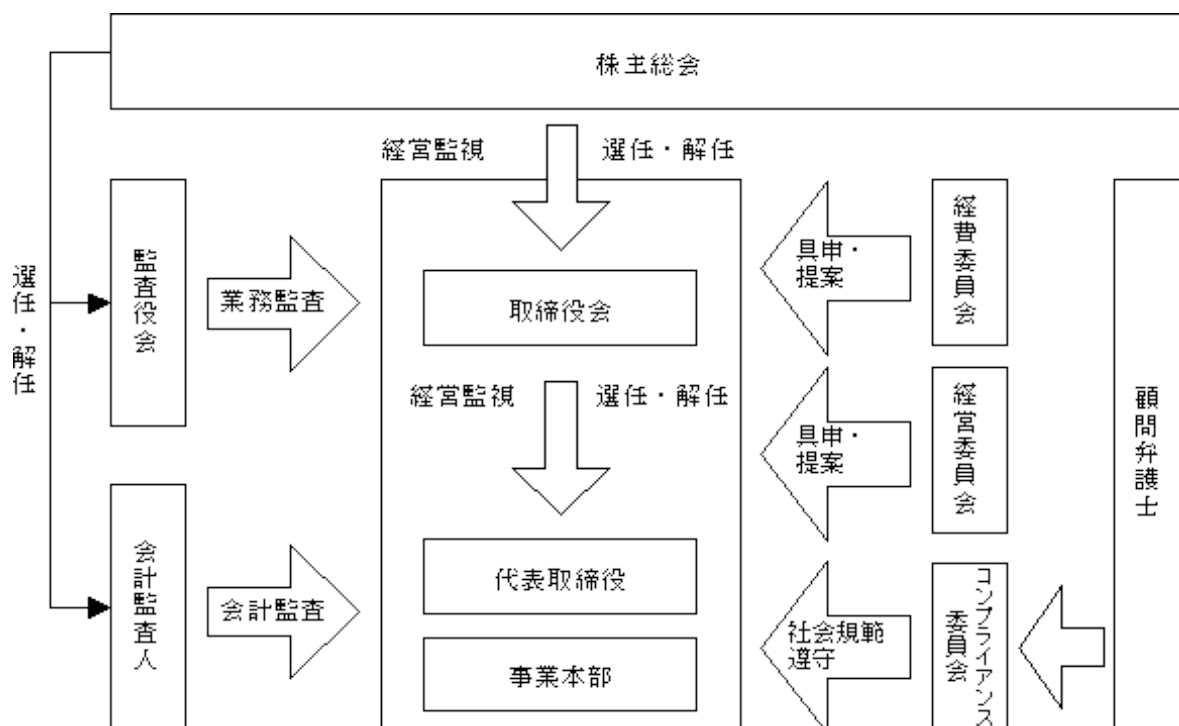 株主総会
経営監視
選任・解任
選任・解任
監査役会
業務監査
取締役会
具申・
提案
経費委員会
経営監視
選任・解任
具申・
提案
経営委員会
顧問弁護士
会計監査人
会計監査
代表取締役
事業本部
社会規範
遵守
コンプライアンス
委員会